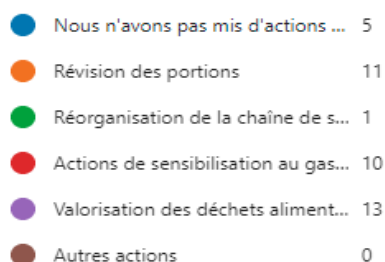 Nous n'avons pas mis d'actions ... 5
Révision des portions 11
Réorganisation de la chaîne de s... 1
Actions de sensibilisation au gas... 10
Valorisation des déchets aliment... 13
Autres actions 0